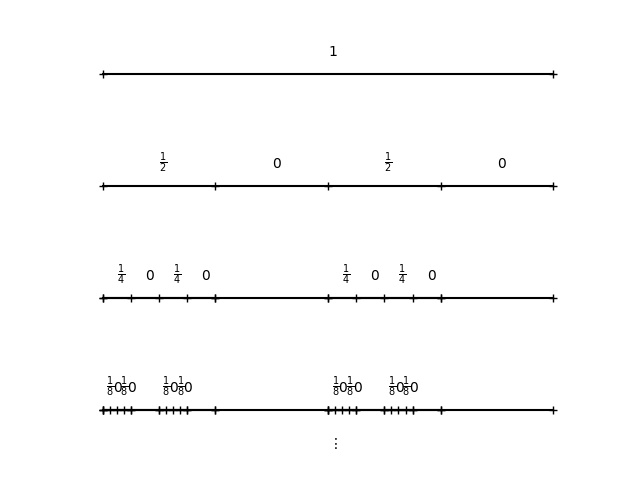 1
½ 0 ½ 0
¼ 0 ¼ 0 ¼ 0 ¼ 0
⅛ 0 ⅛ 0 ⅛ 0 ⅛ 0 ⅛ 0 ⅛ 0 ⅛ 0 ⅛ 0
⋮